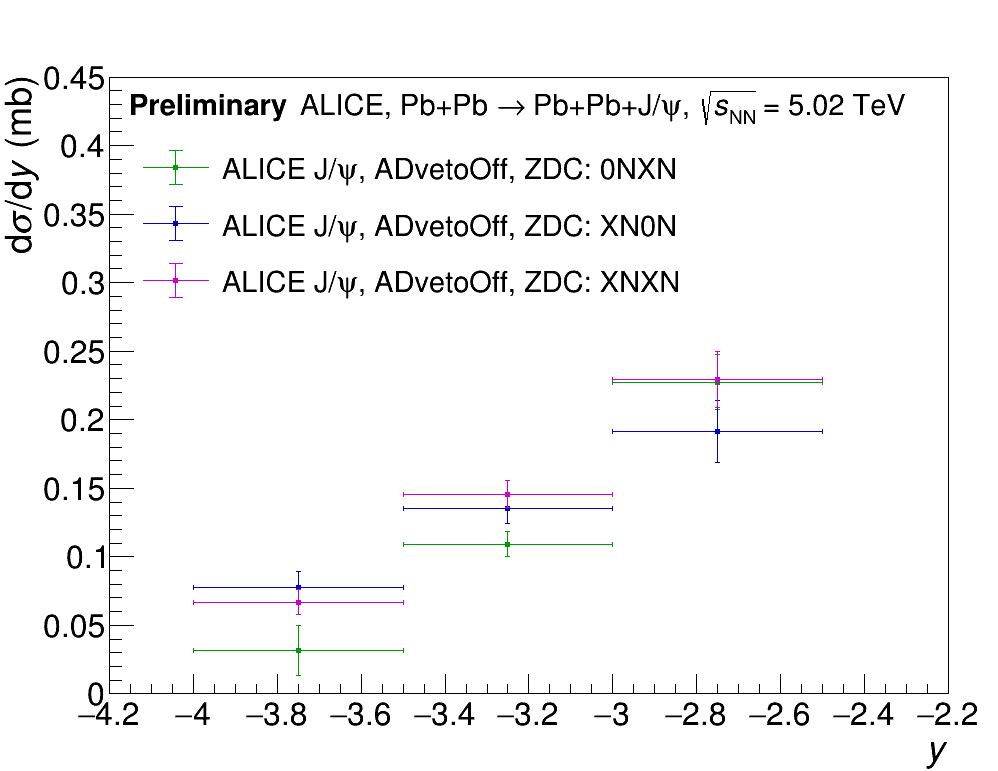 dσ/dy (mb)
0.45
0.4
0.35
0.3
0.25
0.2
0.15
0.1
0.05
0
Preliminary ALICE, Pb+Pb → Pb+Pb+J/ψ, √sNN = 5.02 TeV
ALICE J/ψ, ADvetoOff, ZDC: 0NXN
ALICE J/ψ, ADvetoOff, ZDC: XN0N
ALICE J/ψ, ADvetoOff, ZDC: XNXN
−4.2 −4 −3.8 −3.6 −3.4 −3.2 −3 −2.8 −2.6 −2.4 −2.2
y